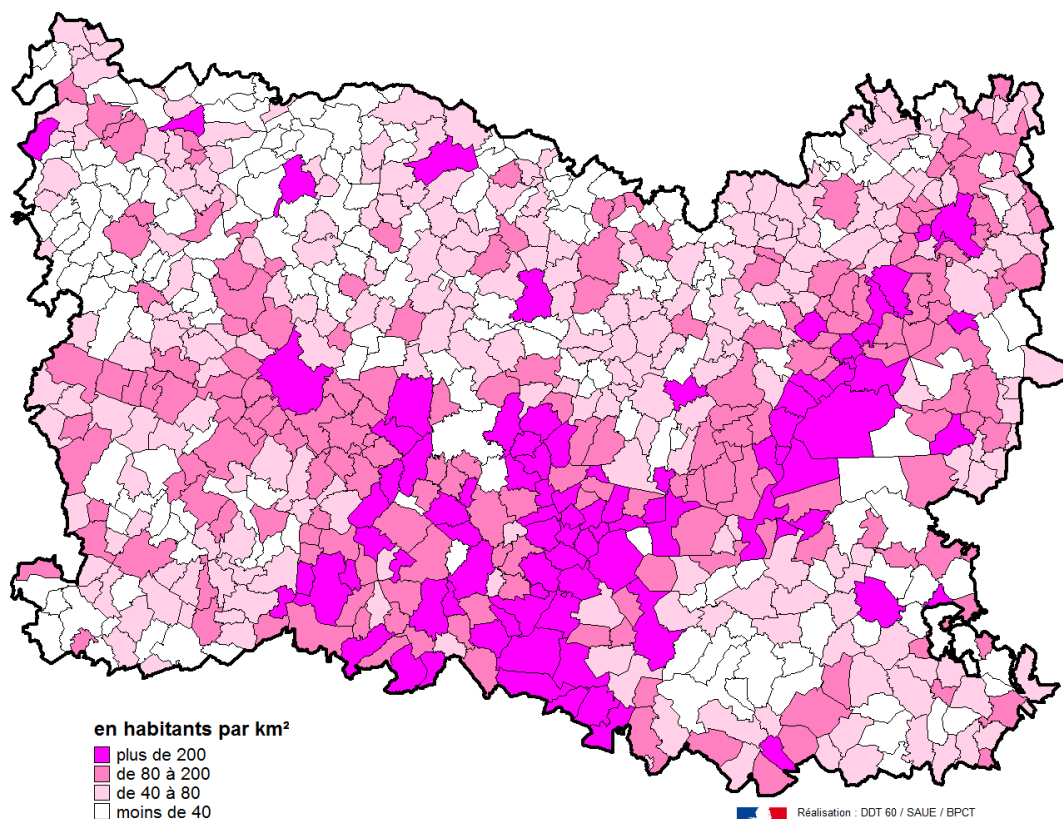 en habitants par km²
plus de 200
de 80 à 200
de 40 à 80
moins de 40
Réalisation : DDT 60 / SAUE / BPCT